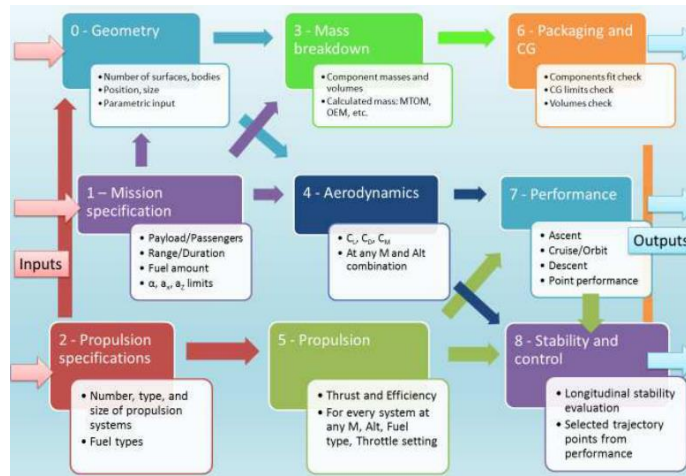 0 - Geometry
• Number of surfaces, bodies
• Position, size
• Parametric input
3 - Mass
breakdown
• Component masses and
volumes
• Calculated mass: MTOM,
OEM, etc.
6 - Packaging and
CG
• Components fit check
• CG limits check
• Volumes check
1 – Mission
specification
• Payload/Passengers
• Range/Duration
• Fuel amount
• α, aₓ, a_z limits
4 - Aerodynamics
• C_L, C_D, C_M
• At any M and Alt
combination
7 - Performance
• Ascent
• Cruise/Orbit
• Descent
• Point performance
Inputs
Outputs
2 - Propulsion
specifications
• Number, type, and
size of propulsion
systems
• Fuel types
5 - Propulsion
• Thrust and Efficiency
• For every system at
any M, Alt, Fuel
type, Throttle setting
8 - Stability and
control
• Longitudinal stability
evaluation
• Selected trajectory
points from
performance